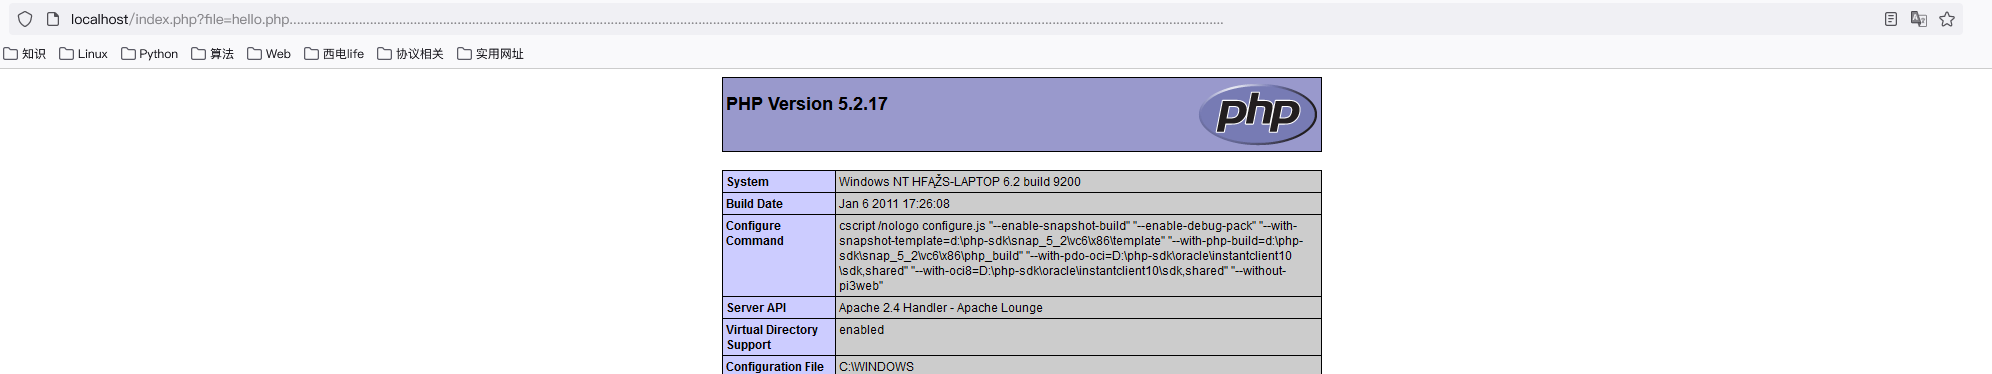 localhost/index.php?file=hello.php................................................................................................................................................................................................................................................
知识 Linux Python 算法 Web 西电life 协议相关 实用网址
PHP Version 5.2.17
php
System Windows NT HFĄŽS-LAPTOP 6.2 build 9200
Build Date Jan 6 2011 17:26:08
Configure Command cscript /nologo configure.js "--enable-snapshot-build" "--enable-debug-pack" "--with-
snapshot-template=d:\php-sdk\snap_5_2\vc6\x86\template" "--with-php-build=d:\php-
sdk\snap_5_2\vc6\x86\php_build" "--with-pdo-oci=D:\php-sdk\oracle\instantclient10
\sdk,shared" "--with-oci8=D:\php-sdk\oracle\instantclient10\sdk,shared" "--without-
pi3web"
Server API Apache 2.4 Handler - Apache Lounge
Virtual Directory Support enabled
Configuration File C:\WINDOWS